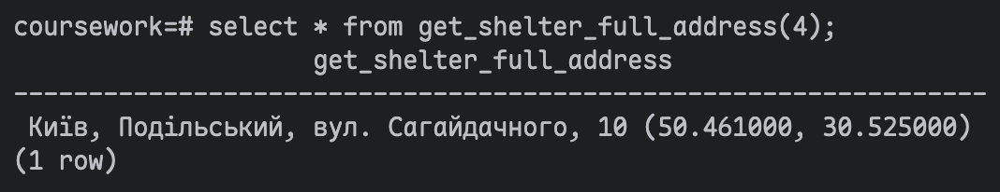 coursework=# select * from get_shelter_full_address(4);
get_shelter_full_address
-----------------------------------------------------------------
Київ, Подільський, вул. Сагайдачного, 10 (50.461000, 30.525000)
(1 row)